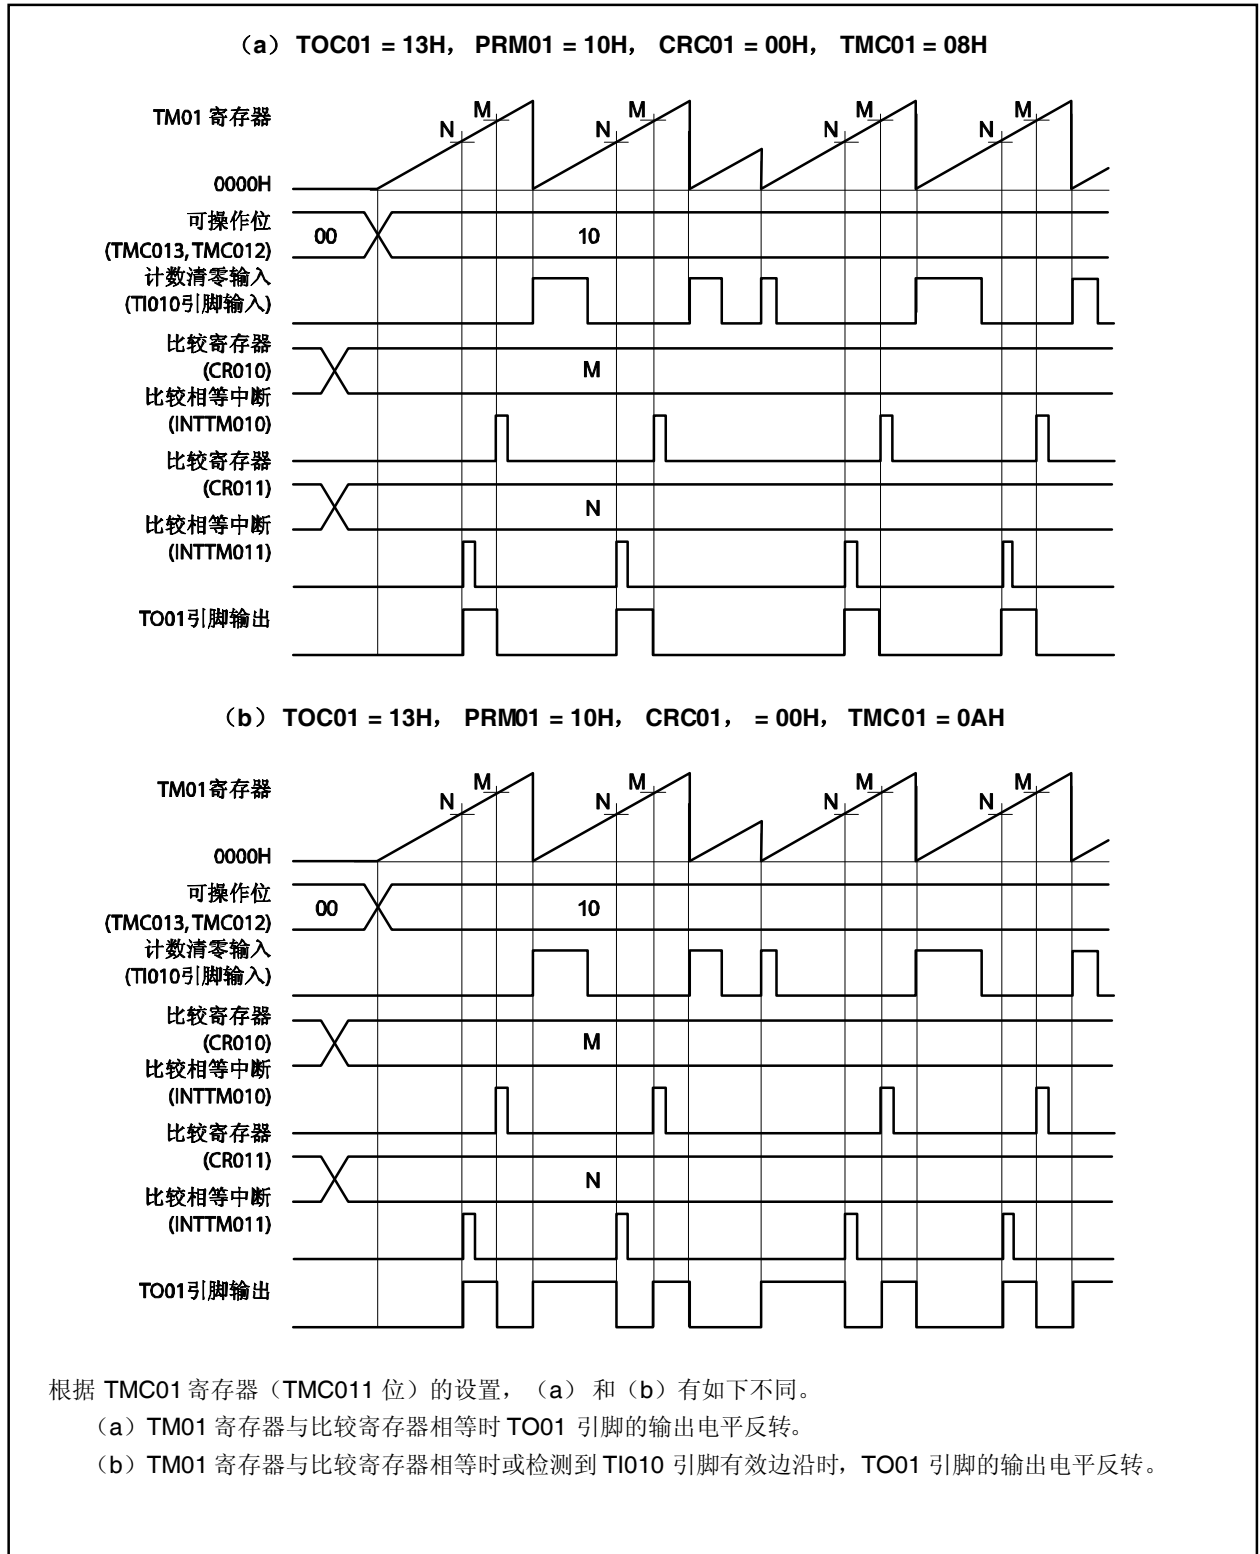 （a） TOC01 = 13H， PRM01 = 10H， CRC01 = 00H， TMC01 = 08H
TM01 寄存器
N M N M N M N M
0000H
可操作位
(TMC013, TMC012)
00 10
计数清零输入
(TI010引脚输入)
比较寄存器
(CR010)
M
比较相等中断
(INTTM010)
比较寄存器
(CR011)
N
比较相等中断
(INTTM011)
TO01引脚输出
（b） TOC01 = 13H， PRM01 = 10H， CRC01， = 00H， TMC01 = 0AH
TM01寄存器
N M N M N M N M
0000H
可操作位
(TMC013, TMC012)
00 10
计数清零输入
(TI010引脚输入)
比较寄存器
(CR010)
M
比较相等中断
(INTTM010)
比较寄存器
(CR011)
N
比较相等中断
(INTTM011)
TO01引脚输出
根据 TMC01 寄存器（TMC011 位）的设置，（a） 和（b）有如下不同。
（a）TM01 寄存器与比较寄存器相等时 TO01 引脚的输出电平反转。
（b）TM01 寄存器与比较寄存器相等时或检测到 TI010 引脚有效边沿时，TO01 引脚的输出电平反转。